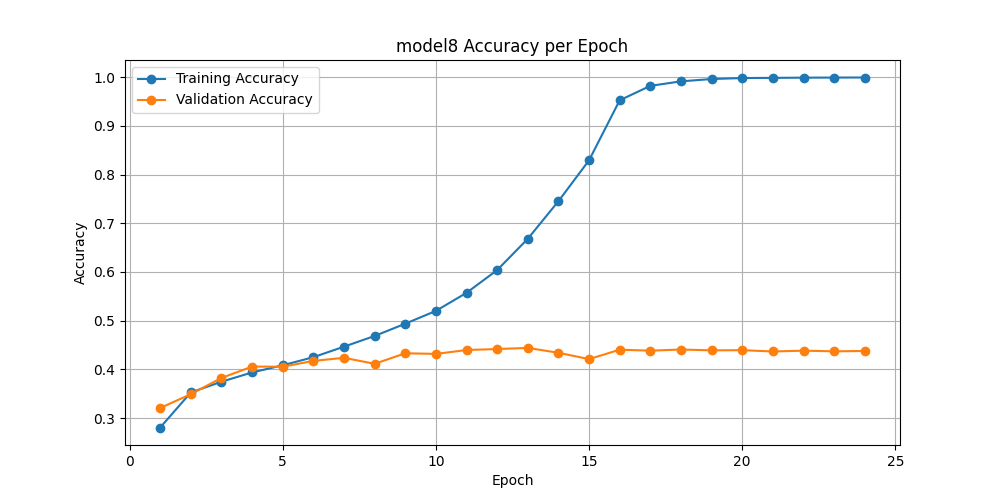 model8 Accuracy per Epoch
Training Accuracy
Validation Accuracy
Accuracy
1.0
0.9
0.8
0.7
0.6
0.5
0.4
0.3
0 5 10 15 20 25
Epoch